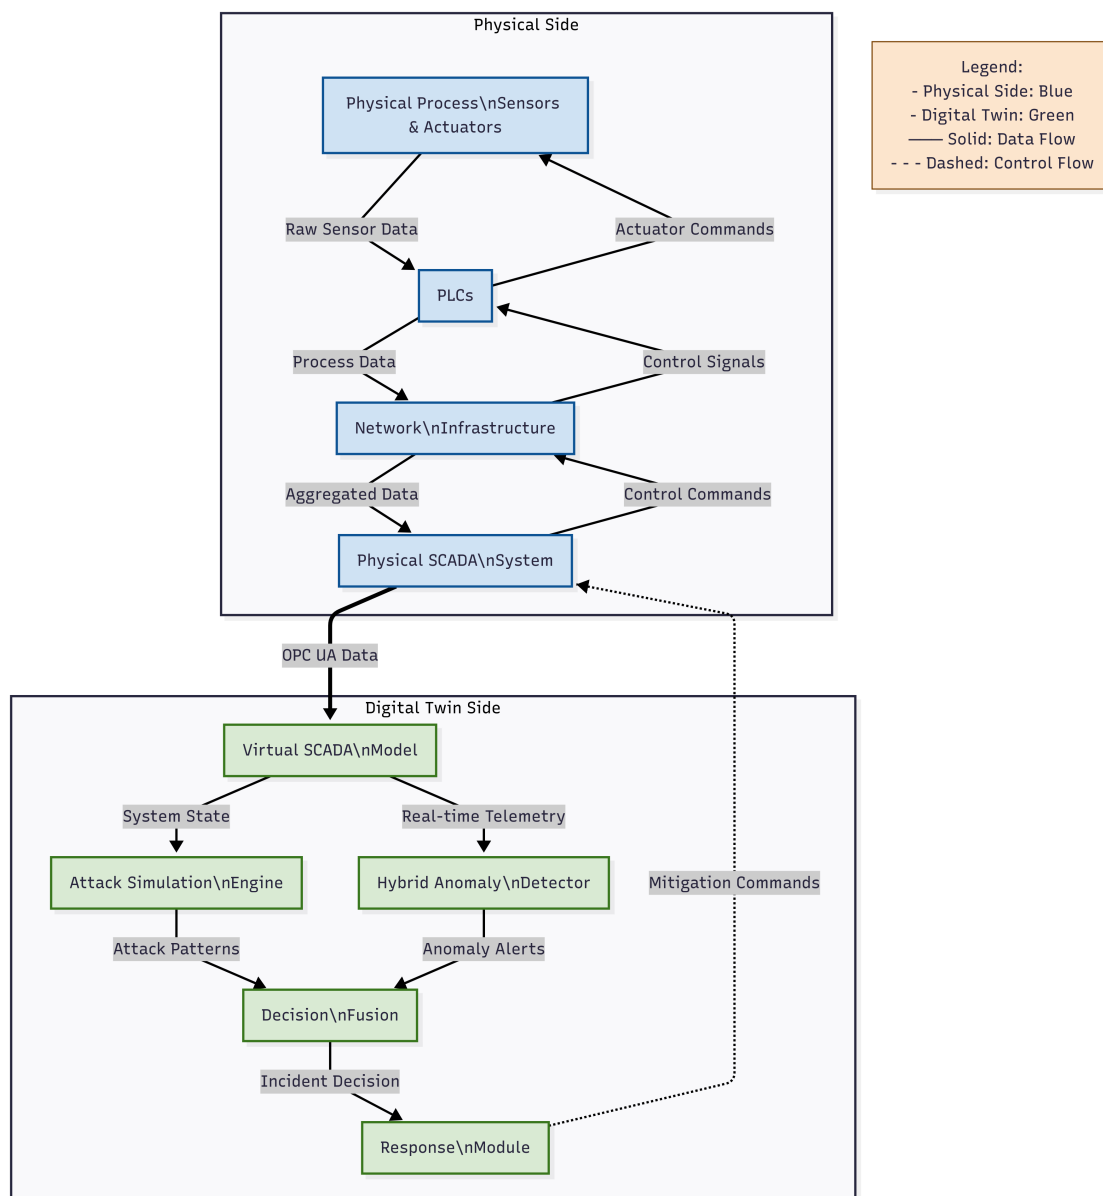 Physical Side
Physical Process\nSensors
& Actuators
Legend:
- Physical Side: Blue
- Digital Twin: Green
—— Solid: Data Flow
- - - Dashed: Control Flow
Raw Sensor Data
Actuator Commands
PLCs
Process Data
Control Signals
Network\nInfrastructure
Aggregated Data
Control Commands
Physical SCADA\nSystem
OPC UA Data
Digital Twin Side
Virtual SCADA\nModel
System State
Real-time Telemetry
Attack Simulation\nEngine
Hybrid Anomaly\nDetector
Mitigation Commands
Attack Patterns
Anomaly Alerts
Decision\nFusion
Incident Decision
Response\nModule